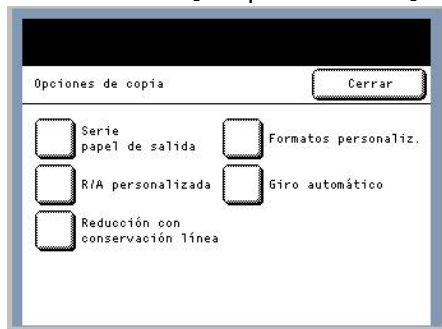 Opciones de copia
Cerrar
Serie
papel de salida
Formatos personaliz.
R/A personalizada
Giro automático
Reducción con
conservación línea